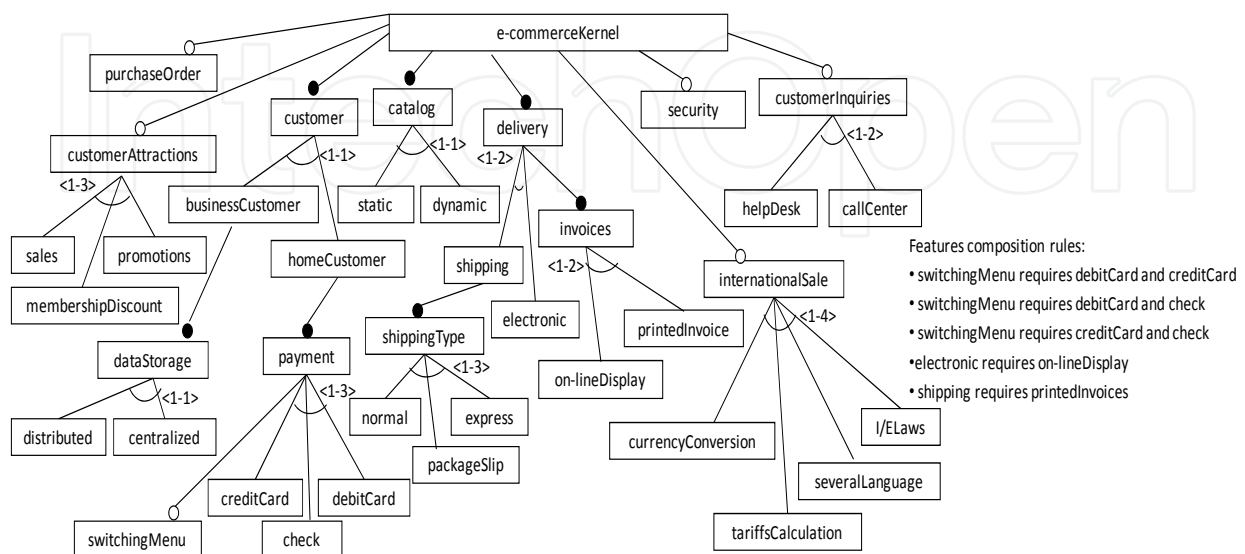 IntechOpen
e-commerceKernel
purchaseOrder
customerAttractions
<1-3>
sales
promotions
membershipDiscount
customer
<1-1>
businessCustomer
homeCustomer
dataStorage
<1-1>
distributed
centralized
payment
<1-3>
creditCard
debitCard
switchingMenu
check
catalog
<1-1>
static
dynamic
delivery
<1-2>
shipping
electronic
shippingType
<1-3>
normal
express
packageSlip
invoices
<1-2>
on-lineDisplay
printedInvoice
security
internationalSale
<1-4>
currencyConversion
tariffsCalculation
severalLanguage
I/ELaws
customerInquiries
<1-2>
helpDesk
callCenter
Features composition rules:
• switchingMenu requires debitCard and creditCard
• switchingMenu requires debitCard and check
• switchingMenu requires creditCard and check
•electronic requires on-lineDisplay
• shipping requires printedInvoices